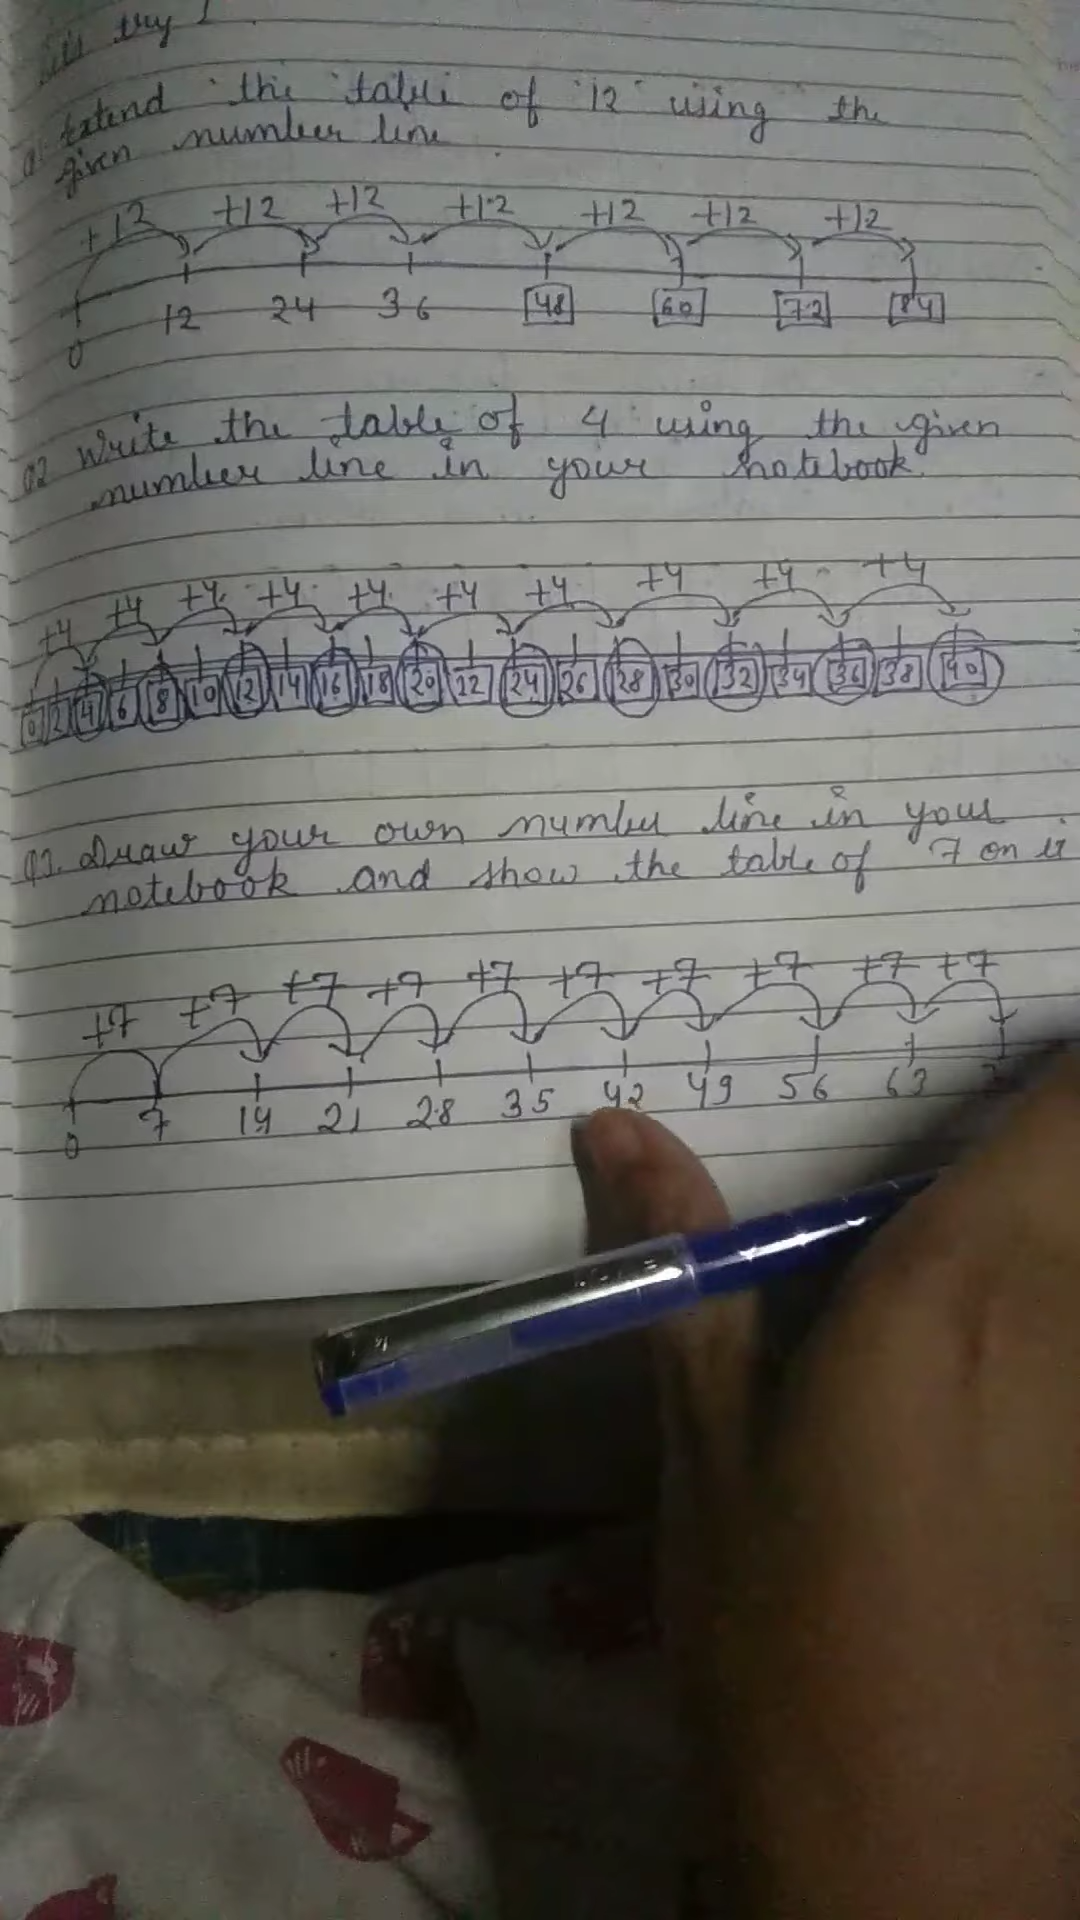 try
Q1. Extend the table of 12 using the
given number line
+12 +12 +12 +12 +12 +12 +12
0 12 24 36 48 60 72 84
Q2 Write the table of 4 using the given
number line in your notebook.
+4 +4 +4 +4 +4 +4 +4 +4 +4 +4
0 2 4 6 8 10 12 14 16 18 20 22 24 26 28 30 32 34 36 38 40
Q3. Draw your own number line in your
notebook and show the table of 7 on it
+7 +7 +7 +7 +7 +7 +7 +7 +7 +7
0 7 14 21 28 35 42 49 56 63